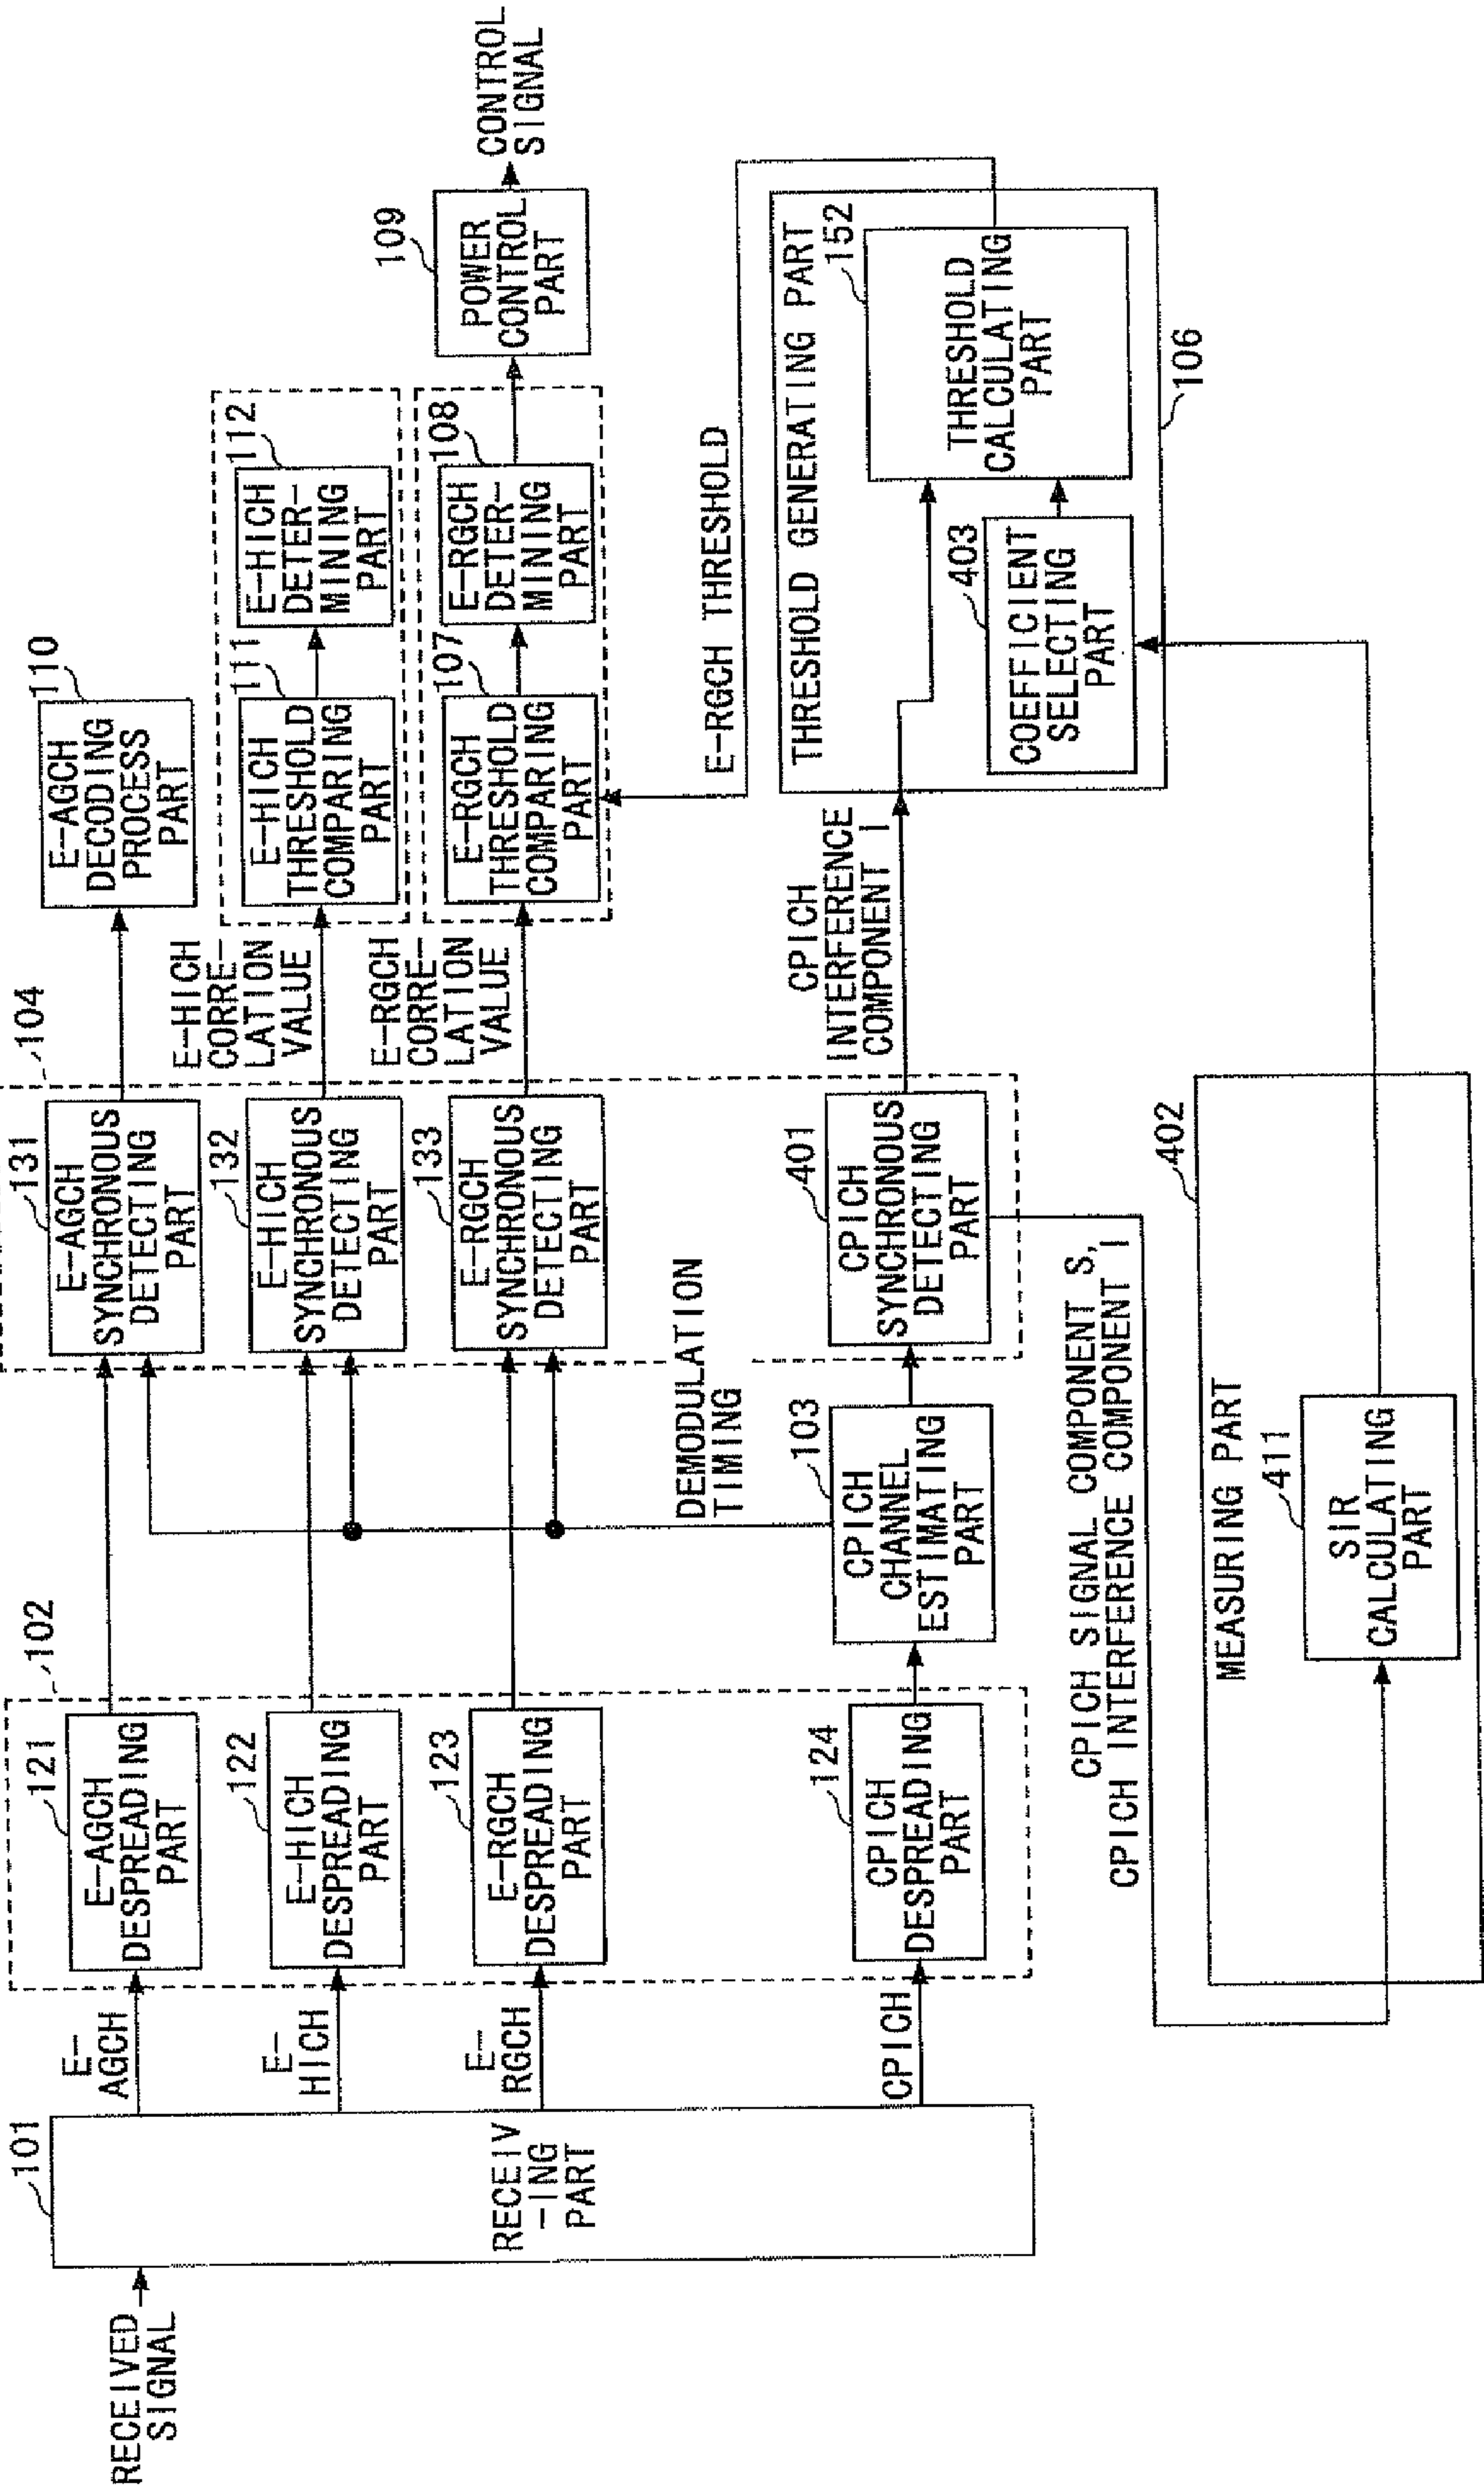 RECEIVED
SIGNAL
101
RECEIV
-ING
PART
E-
AGCH
E-
HICH
E-
RGCH
CPICH
102
121
E-AGCH
DESPREADING
PART
122
E-HICH
DESPREADING
PART
123
E-RGCH
DESPREADING
PART
124
CPICH
DESPREADING
PART
103
CPICH
CHANNEL
ESTIMATING
PART
DEMODULATION
TIMING
104
131
E-AGCH
SYNCHRONOUS
DETECTING
PART
132
E-HICH
SYNCHRONOUS
DETECTING
PART
133
E-RGCH
SYNCHRONOUS
DETECTING
PART
401
CPICH
SYNCHRONOUS
DETECTING
PART
E-HICH
CORRE-
LATION
VALUE
E-RGCH
CORRE-
LATION
VALUE
CPICH
INTERFERENCE
COMPONENT I
110
E-AGCH
DECODING
PROCESS
PART
111
E-HICH
THRESHOLD
COMPARING
PART
112
E-HICH
DETER-
MINING
PART
107
E-RGCH
THRESHOLD
COMPARING
PART
108
E-RGCH
DETER-
MINING
PART
109
POWER
CONTROL
PART
CONTROL
SIGNAL
E-RGCH THRESHOLD
THRESHOLD GENERATING PART
403
COEFFICIENT
SELECTING
PART
152
THRESHOLD
CALCULATING
PART
106
CPICH SIGNAL COMPONENT S,
CPICH INTERFERENCE COMPONENT I
402
MEASURING PART
411
SIR
CALCULATING
PART